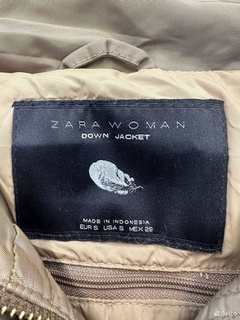 ZARA WOMAN
DOWN JACKET
MADE IN INDONESIA
EUR S USA S MEX 26